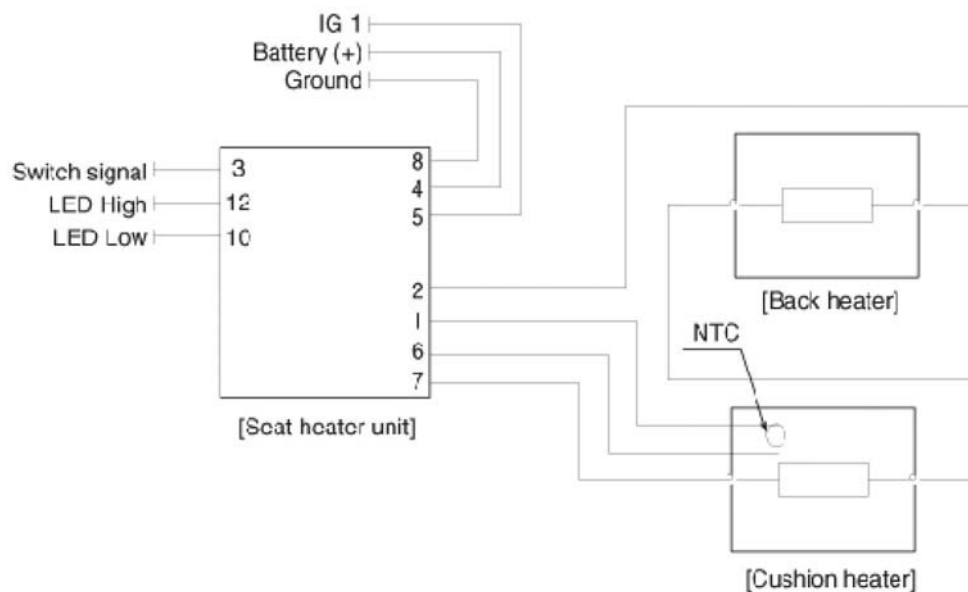 IG 1
Battery (+)
Ground
8
Switch signal
3
4
LED High
12
5
LED Low
10
2
[Back heater]
1
NTC
6
7
[Seat heater unit]
[Cushion heater]